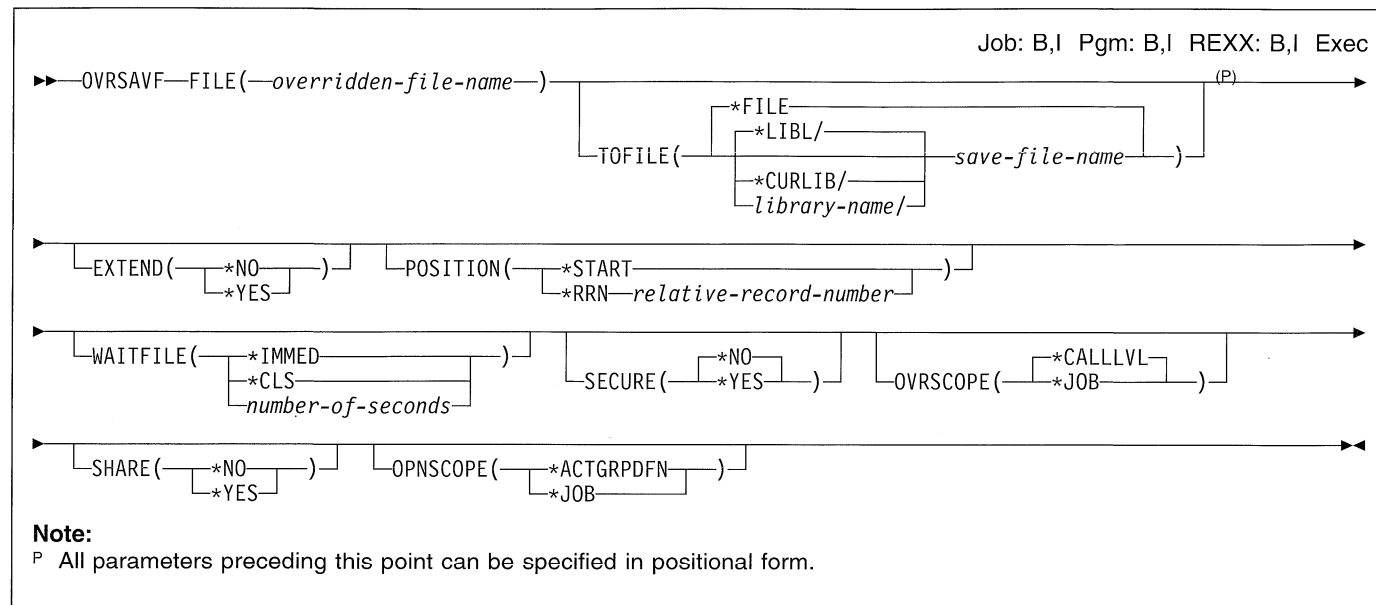 Job: B,I Pgm: B,I REXX: B,I Exec
OVRSAVF FILE( overridden-file-name )
(P)
*FILE
*LIBL/
TOFILE( save-file-name )
*CURLIB/
library-name/
EXTEND( *NO ) POSITION( *START )
*YES *RRN relative-record-number
WAITFILE( *IMMED ) SECURE( *NO ) OVRSCOPE( *CALLLVL )
*CLS *YES *JOB
number-of-seconds
SHARE( *NO ) OPNSCOPE( *ACTGRPDFN )
*YES *JOB
Note:
P All parameters preceding this point can be specified in positional form.